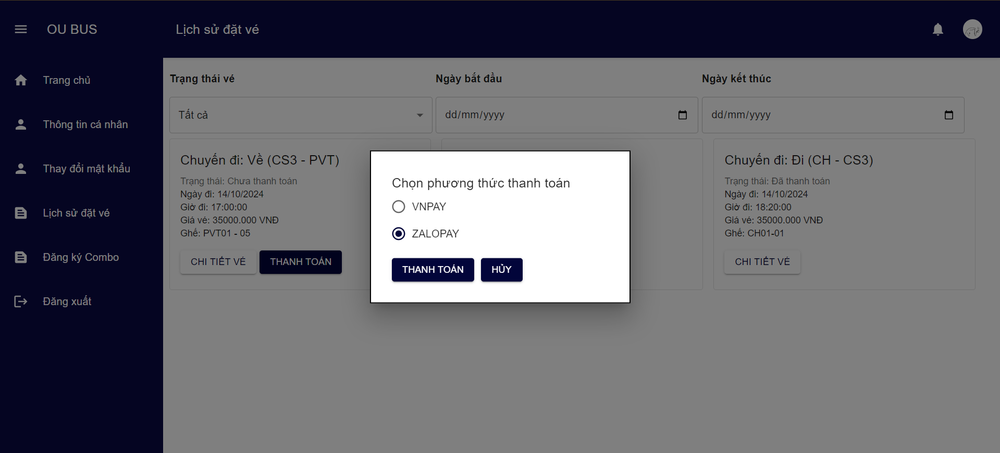 OU BUS
Lịch sử đặt vé
Trang chủ
Thông tin cá nhân
Thay đổi mật khẩu
Lịch sử đặt vé
Đăng ký Combo
Đăng xuất
Trạng thái vé
Ngày bắt đầu
Ngày kết thúc
Tất cả
dd/mm/yyyy
dd/mm/yyyy
Chuyến đi: Về (CS3 - PVT)
Trạng thái: Chưa thanh toán
Ngày đi: 14/10/2024
Giờ đi: 17:00:00
Giá vé: 35000.000 VNĐ
Ghế: PVT01 - 05
CHI TIẾT VÉ
THANH TOÁN
Chọn phương thức thanh toán
VNPAY
ZALOPAY
THANH TOÁN
HỦY
Chuyến đi: Đi (CH - CS3)
Trạng thái: Đã thanh toán
Ngày đi: 14/10/2024
Giờ đi: 18:20:00
Giá vé: 35000.000 VNĐ
Ghế: CH01-01
CHI TIẾT VÉ